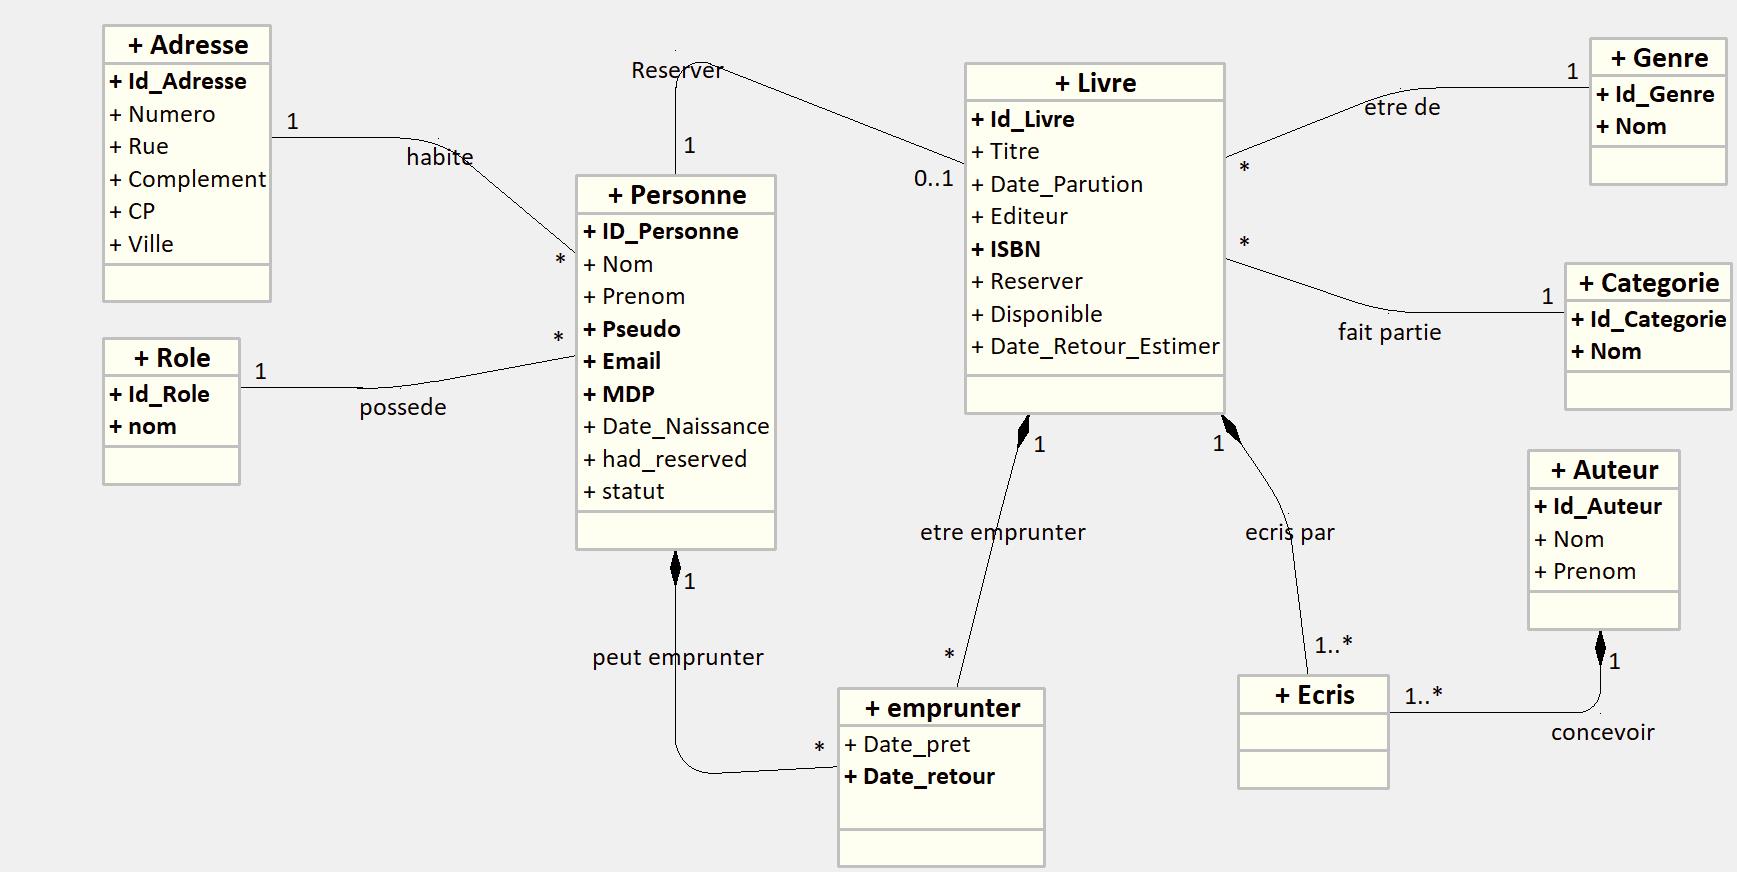 + Adresse
+ Id_Adresse
+ Numero
+ Rue
+ Complement
+ CP
+ Ville
1
habite
*
+ Role
+ Id_Role
+ nom
1
possede
*
Reserver
1
0..1
+ Personne
+ ID_Personne
+ Nom
+ Prenom
+ Pseudo
+ Email
+ MDP
+ Date_Naissance
+ had_reserved
+ statut
1
peut emprunter
*
+ Livre
+ Id_Livre
+ Titre
+ Date_Parution
+ Editeur
+ ISBN
+ Reserver
+ Disponible
+ Date_Retour_Estimer
1
etre emprunter
*
+ emprunter
+ Date_pret
+ Date_retour
1
ecris par
1..*
+ Ecris
1..*
concevoir
1
+ Auteur
+ Id_Auteur
+ Nom
+ Prenom
*
etre de
1
+ Genre
+ Id_Genre
+ Nom
*
fait partie
1
+ Categorie
+ Id_Categorie
+ Nom